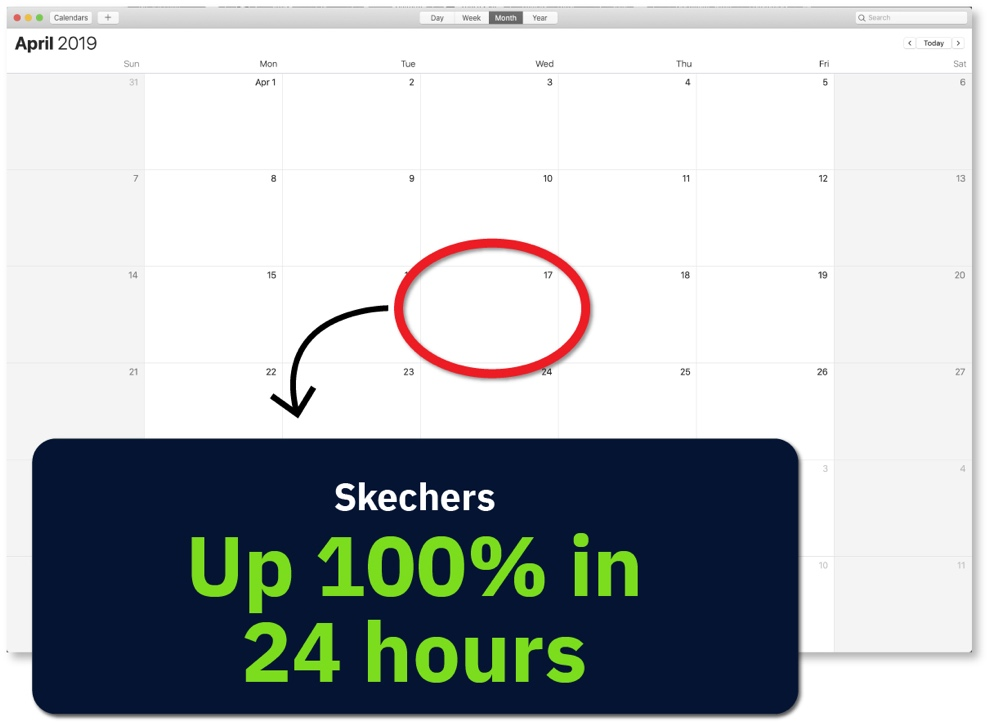 Calendars + Day Week Month Year Search
April 2019 < Today >
Sun Mon Tue Wed Thu Fri Sat
31 Apr 1 2 3 4 5 6
7 8 9 10 11 12 13
14 15 17 18 19 20
21 22 23 24 25 26 27
3 4
10 11
Skechers
Up 100% in
24 hours